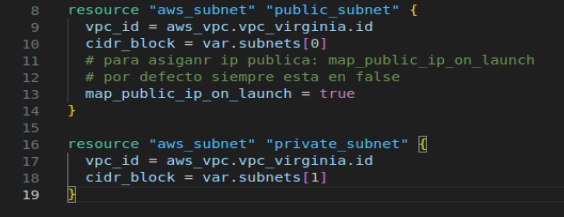 8 resource "aws_subnet" "public_subnet" {
9 vpc_id = aws_vpc.vpc_virginia.id
10 cidr_block = var.subnets[0]
11 # para asiganr ip publica: map_public_ip_on_launch
12 # por defecto siempre esta en false
13 map_public_ip_on_launch = true
14 }
15
16 resource "aws_subnet" "private_subnet" {
17 vpc_id = aws_vpc.vpc_virginia.id
18 cidr_block = var.subnets[1]
19 }